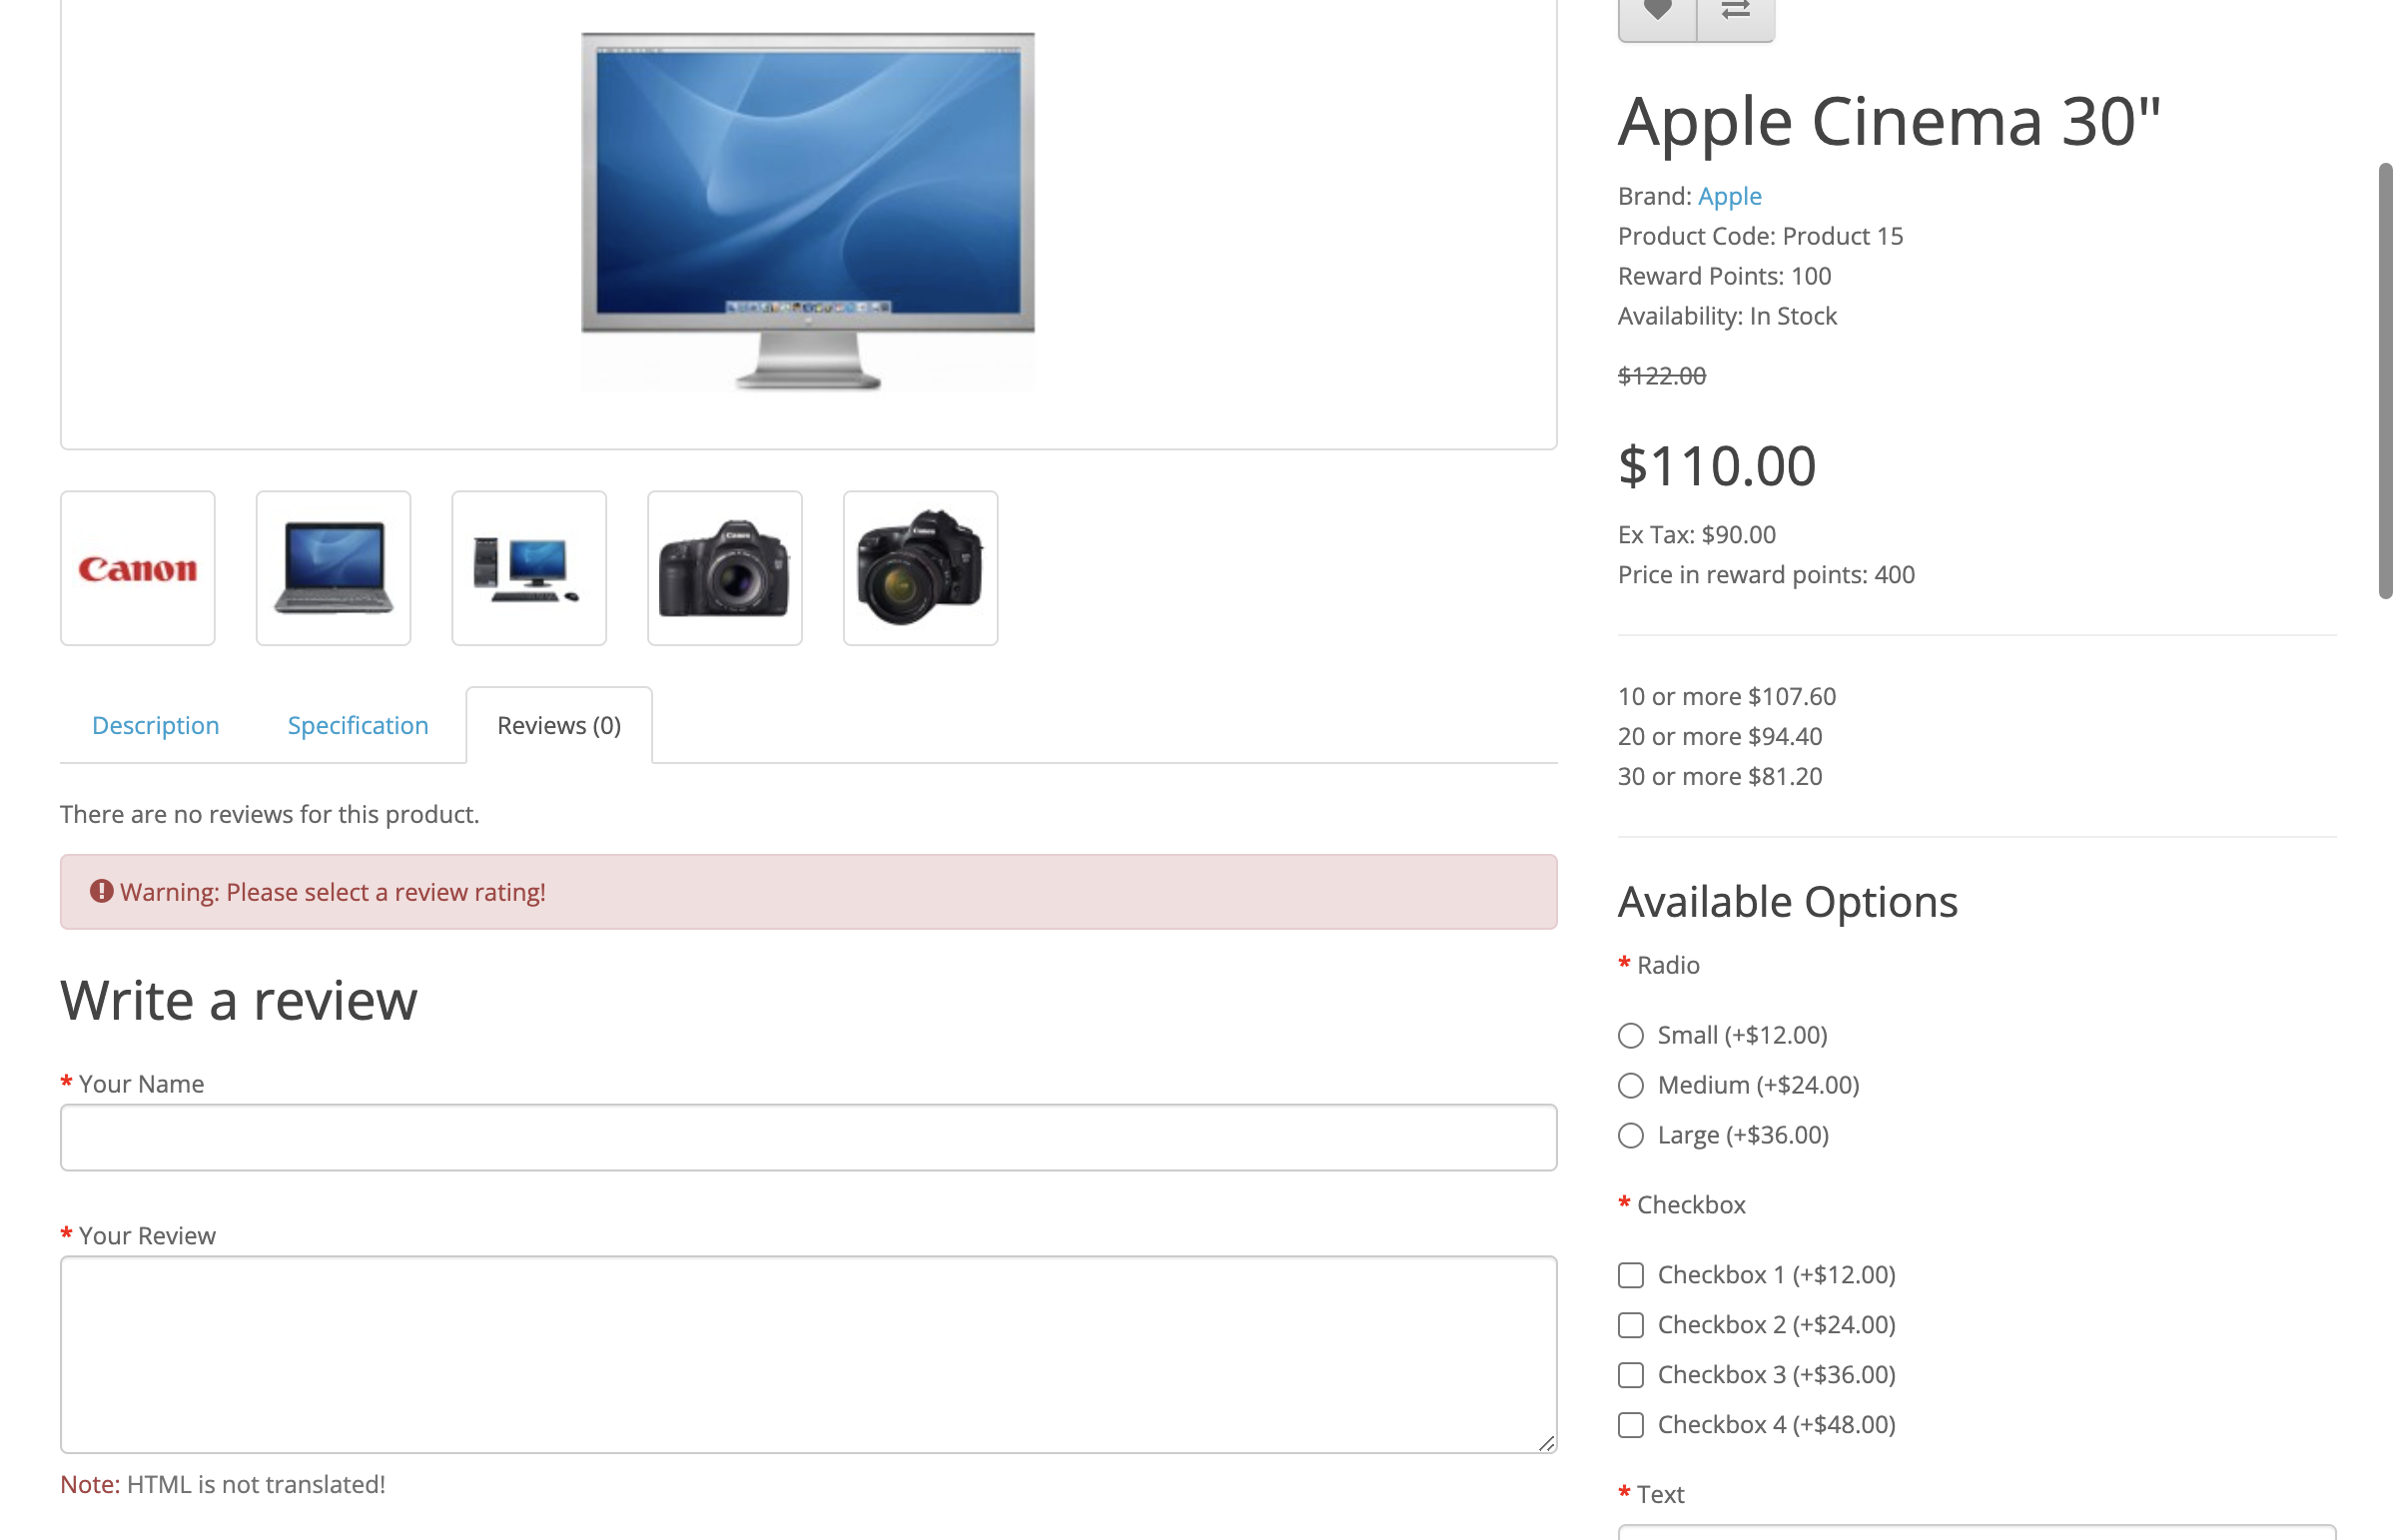 Canon
Description
Specification
Reviews (0)
There are no reviews for this product.
Warning: Please select a review rating!
Write a review
* Your Name
* Your Review
Note: HTML is not translated!
Apple Cinema 30"
Brand: Apple
Product Code: Product 15
Reward Points: 100
Availability: In Stock
$122.00
$110.00
Ex Tax: $90.00
Price in reward points: 400
10 or more $107.60
20 or more $94.40
30 or more $81.20
Available Options
* Radio
Small (+$12.00)
Medium (+$24.00)
Large (+$36.00)
* Checkbox
Checkbox 1 (+$12.00)
Checkbox 2 (+$24.00)
Checkbox 3 (+$36.00)
Checkbox 4 (+$48.00)
* Text